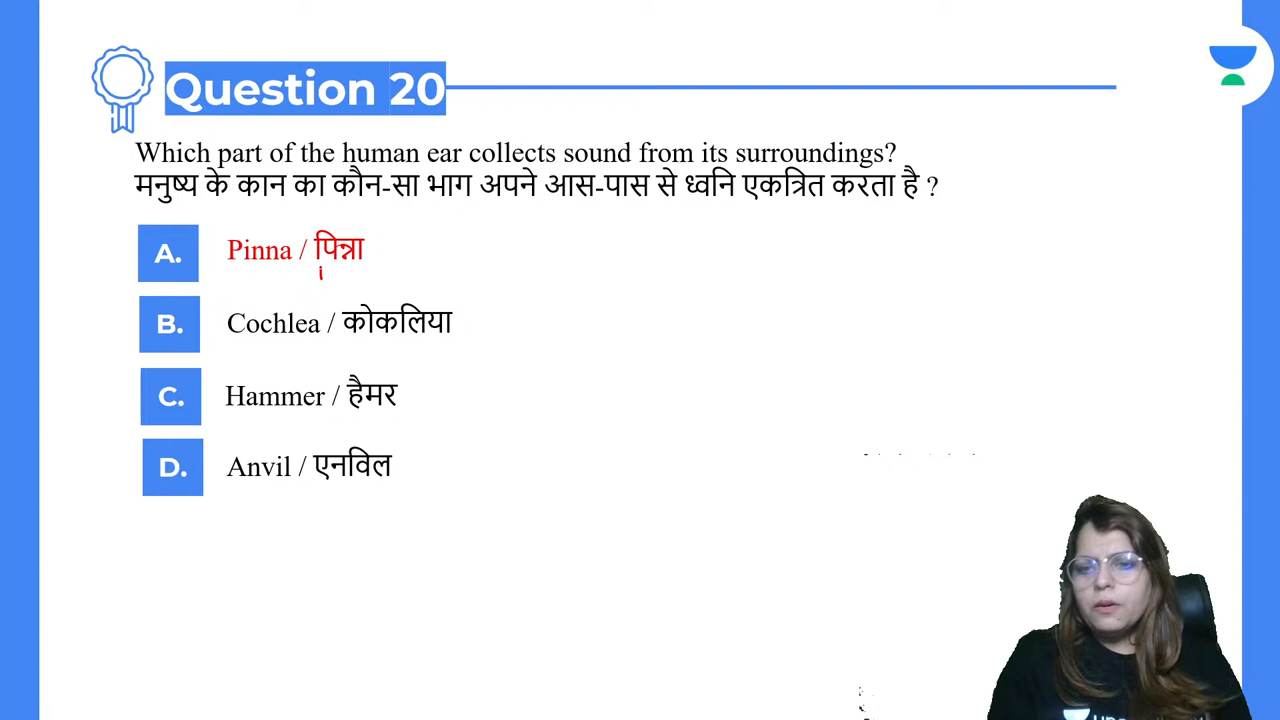 Question 20
Which part of the human ear collects sound from its surroundings?
मनुष्य के कान का कौन-सा भाग अपने आस-पास से ध्वनि एकत्रित करता है ?
A. Pinna / पिन्ना
B. Cochlea / कोकलिया
C. Hammer / हैमर
D. Anvil / एनविल